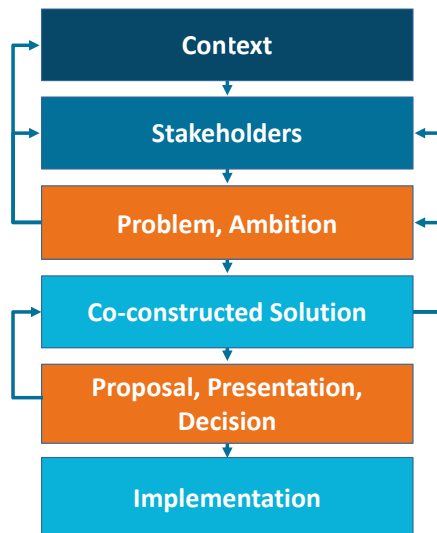 Context
Stakeholders
Problem, Ambition
Co-constructed Solution
Proposal, Presentation,
Decision
Implementation